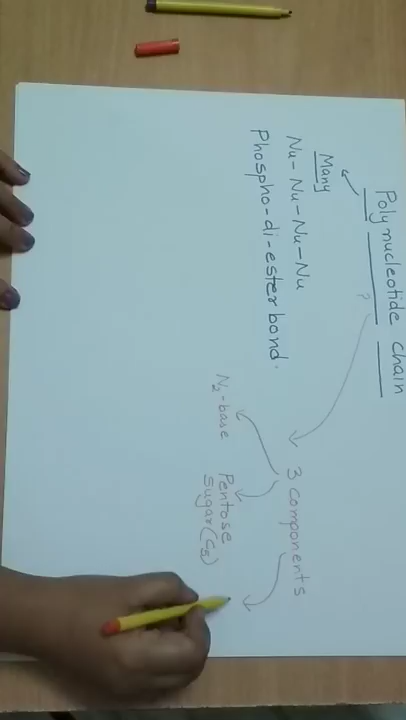 Polynucleotide chain
?
Many
Nu-Nu-Nu-Nu
Phospho-di-ester bond.
3 components
N2-base
Pentose
Sugar (C5)